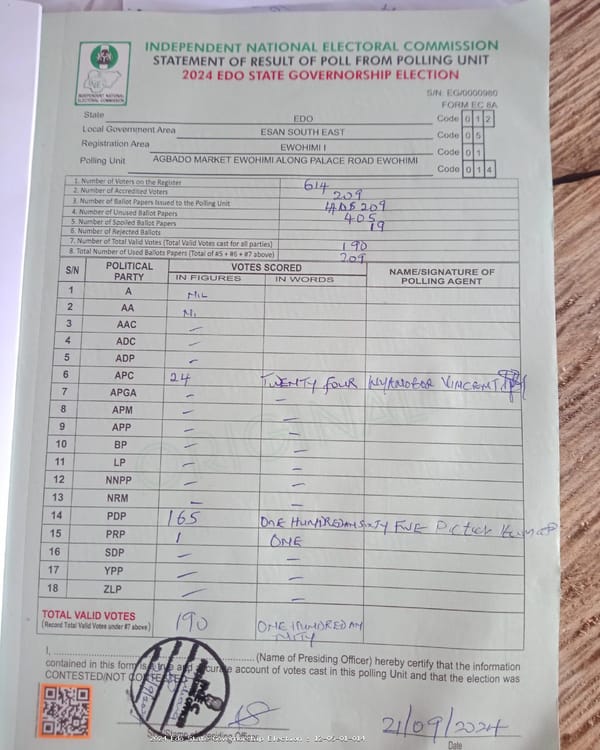 INDEPENDENT NATIONAL ELECTORAL COMMISSION
STATEMENT OF RESULT OF POLL FROM POLLING UNIT
2024 EDO STATE GOVERNORSHIP ELECTION
INDEPENDENT NATIONAL ELECTORAL COMMISSION
S/N: EG/0000980
FORM EC 8A
State EDO Code 0 1 2
Local Government Area ESAN SOUTH EAST Code 0 5
Registration Area EWOHIMI I Code 0 1
Polling Unit AGBADO MARKET EWOHIMI ALONG PALACE ROAD EWOHIMI Code 0 1 4
1. Number of Voters on the Register 614
2. Number of Accredited Voters 209
3. Number of Ballot Papers Issued to the Polling Unit 209
4. Number of Unused Ballot Papers 405
5. Number of Spoiled Ballot Papers
6. Number of Rejected Ballots 19
7. Number of Total Valid Votes (Total Valid Votes cast for all parties) 190
8. Total Number of Used Ballots Papers (Total of #5 + #6 + #7 above) 209
S/N POLITICAL PARTY VOTES SCORED NAME/SIGNATURE OF POLLING AGENT
IN FIGURES IN WORDS
1 A NIL
2 AA
3 AAC –
4 ADC –
5 ADP –
6 APC 24 TWENTY FOUR VINCENT
7 APGA – –
8 APM – –
9 APP – –
10 BP – –
11 LP – –
12 NNPP – –
13 NRM – –
14 PDP 165 ONE HUNDRED AN SIXTY FIVE
15 PRP 1 ONE
16 SDP – –
17 YPP – –
18 ZLP – –
TOTAL VALID VOTES 190 ONE HUNDRED AN
(Record Total Valid Votes under #7 above)
ORIGINAL
I, (Name of Presiding Officer) hereby certify that the information
contained in this form is a true and accurate account of votes cast in this polling Unit and that the election was
CONTESTED/NOT CONTESTED
21/09/2024
Date
2024 Edo State Governorship Election - 12-05-01-014